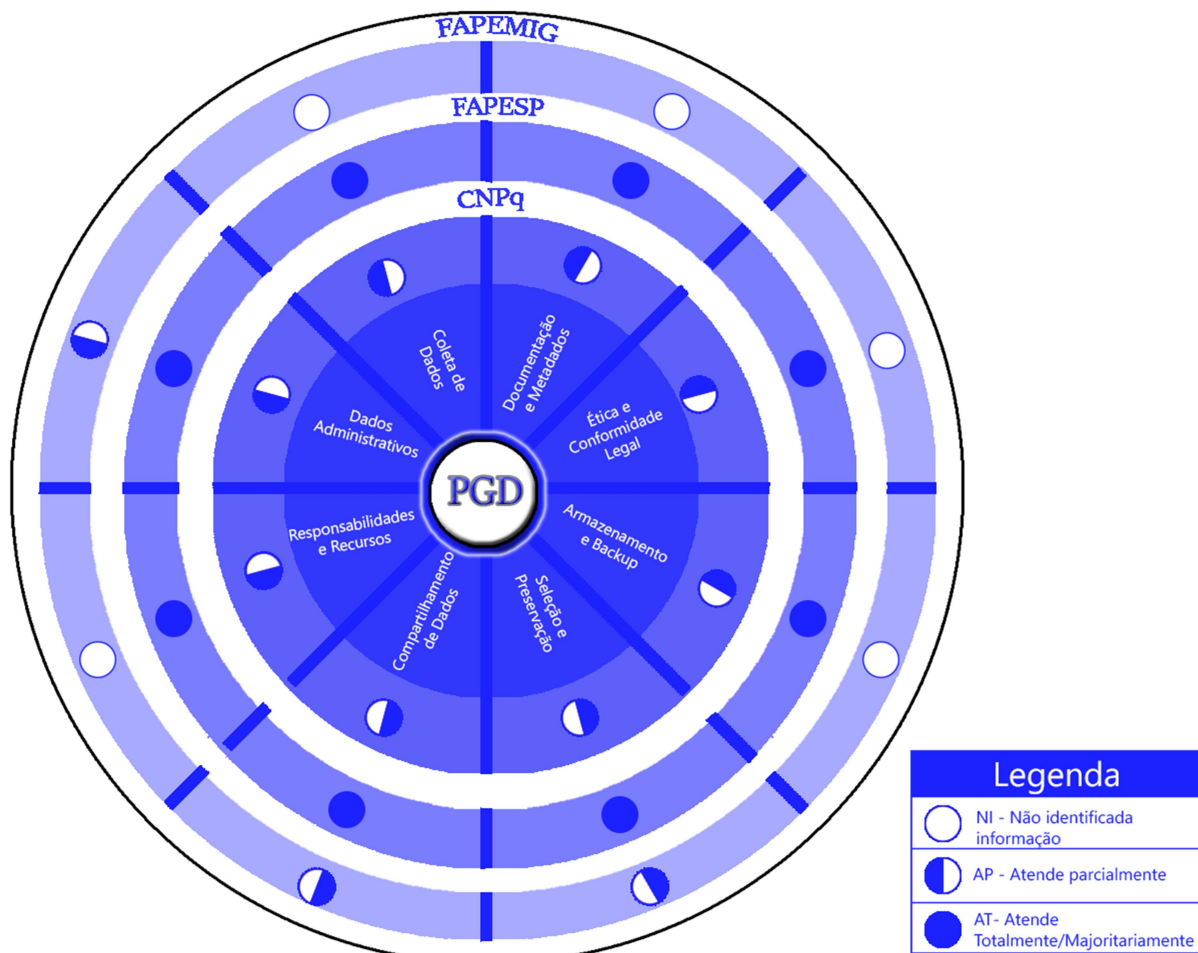 FAPEMIG
FAPESP
CNPq
Coleta de
Dados
Documentação
e Metadados
Dados
Administrativos
Ética e
Conformidade
Legal
PGD
Responsabilidades
e Recursos
Armazenamento
e Backup
Compartilhamento
de Dados
Seleção e
Preservação
Legenda
NI - Não identificada
informação
AP - Atende parcialmente
AT- Atende
Totalmente/Majoritariamente